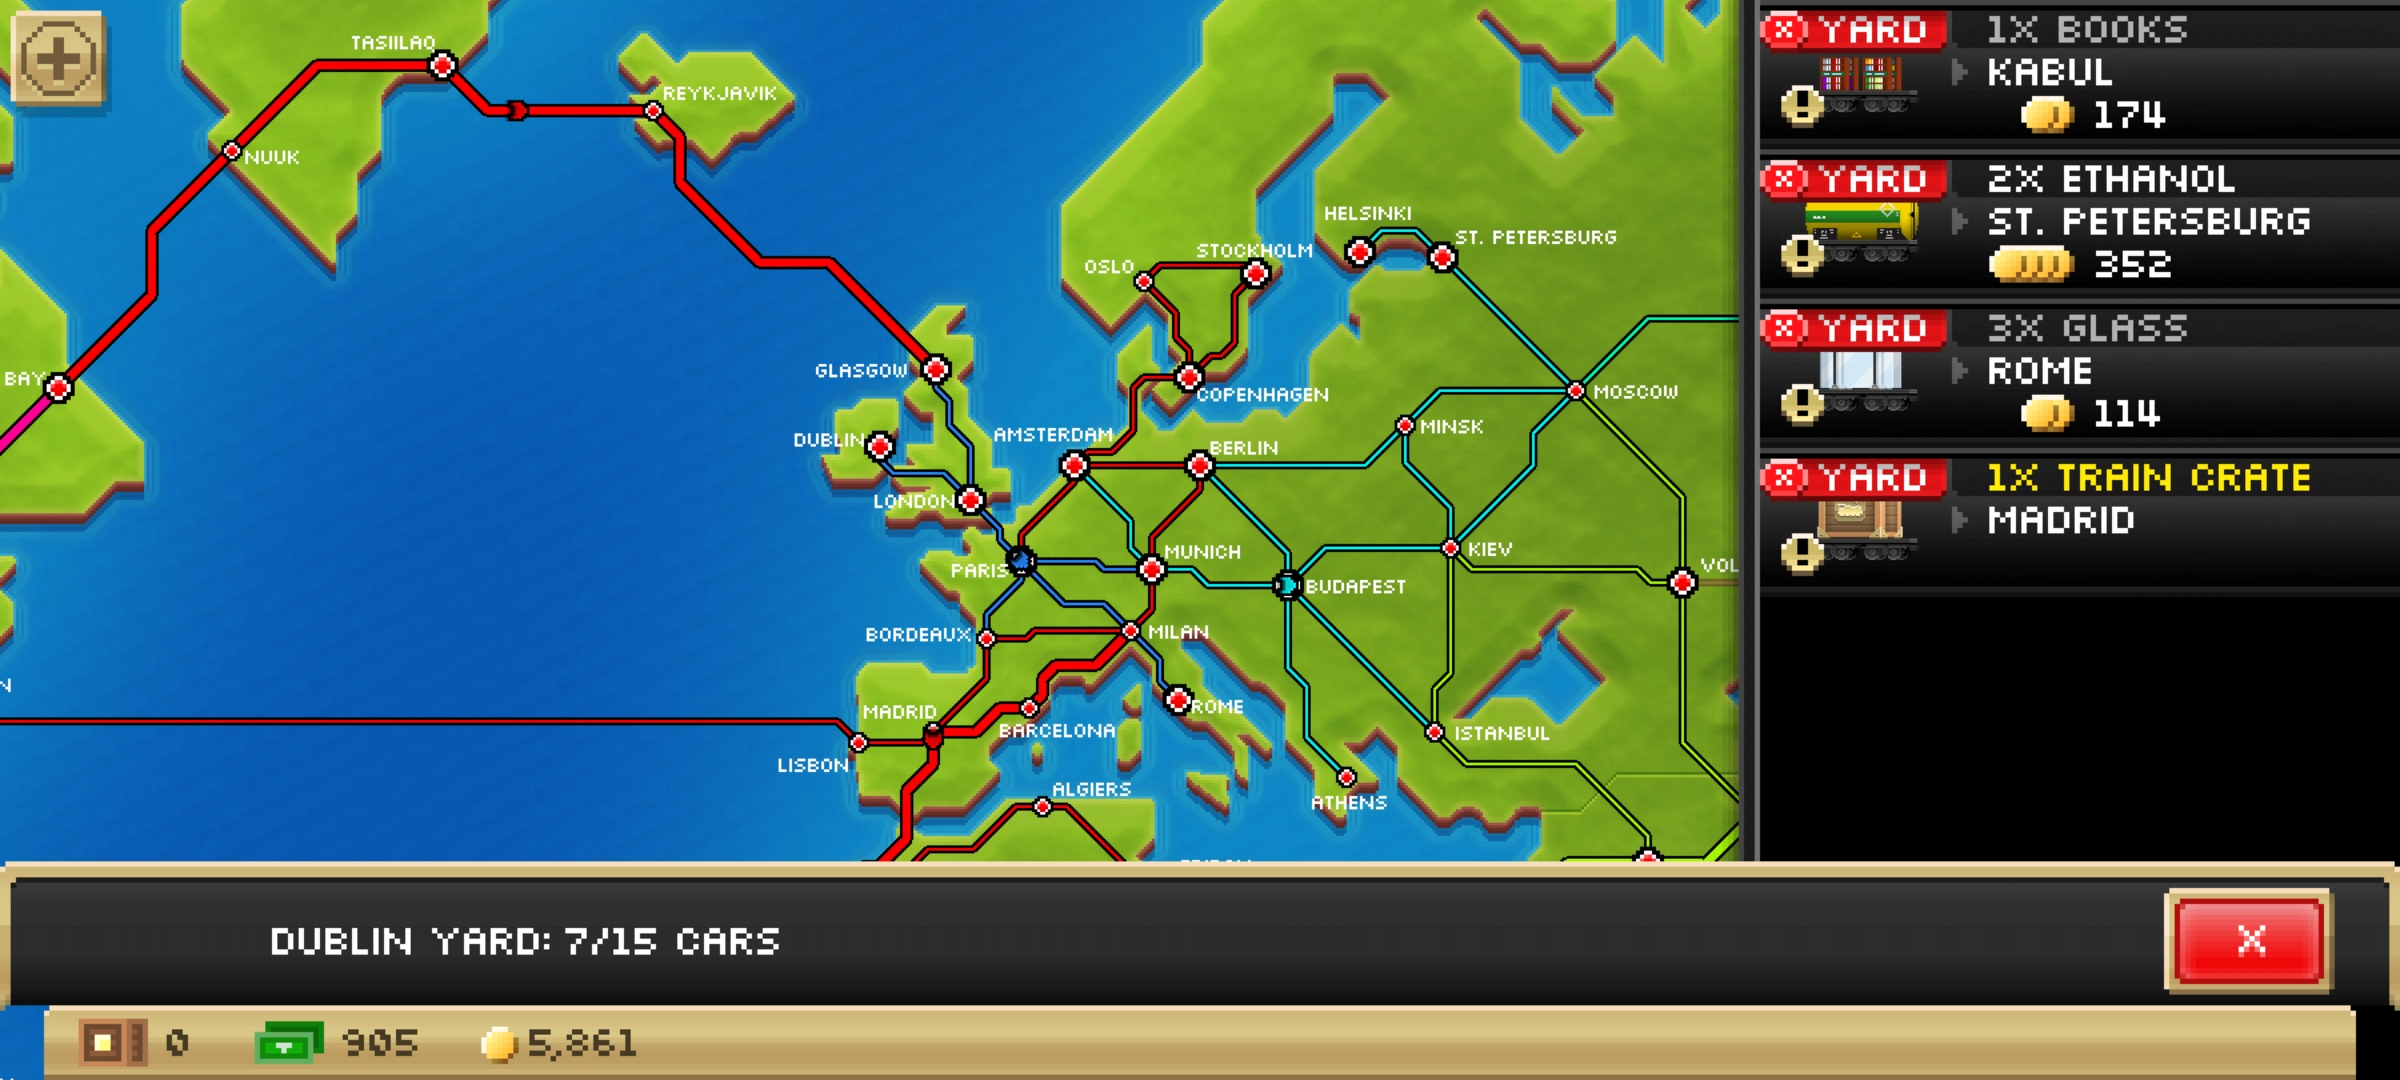 TASIILAQ
REYKJAVIK
NUUK
HELSINKI
ST. PETERSBURG
STOCKHOLM
OSLO
GLASGOW
BAY
COPENHAGEN
MOSCOW
MINSK
DUBLIN
AMSTERDAM
BERLIN
LONDON
MUNICH
KIEV
PARIS
BUDAPEST
VOL
BORDEAUX
MILAN
N
MADRID
ROME
BARCELONA
ISTANBUL
LISBON
ALGIERS
ATHENS
YARD
1X BOOKS
KABUL
174
YARD
2X ETHANOL
ST. PETERSBURG
352
YARD
3X GLASS
ROME
114
YARD
1X TRAIN CRATE
MADRID
DUBLIN YARD: 7/15 CARS
X
0
905
5,861